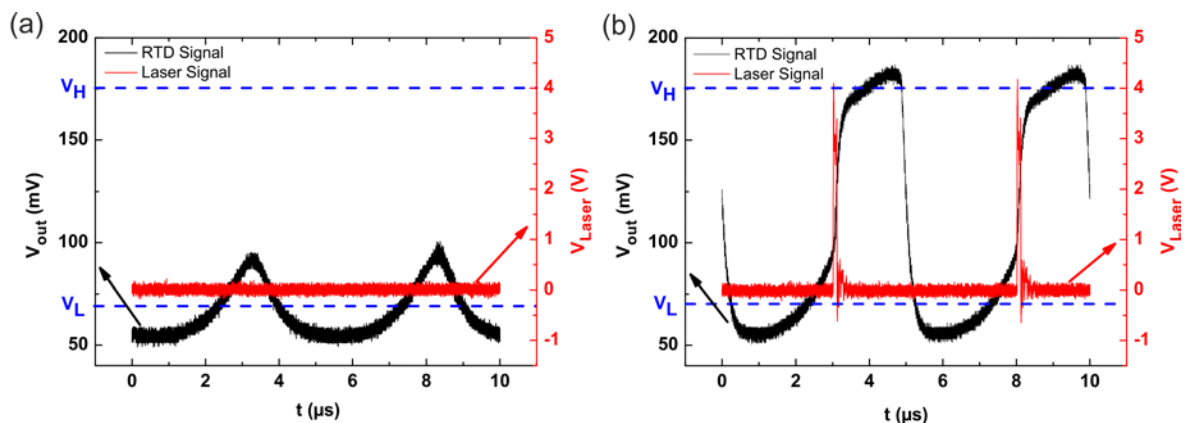 (a)
200
150
100
50
V_out (mV)
V_H
V_L
RTD Signal
Laser Signal
5
4
3
2
1
0
-1
V_Laser (V)
0 2 4 6 8 10
t (μs)
(b)
200
150
100
50
V_out (mV)
V_H
V_L
RTD Signal
Laser Signal
5
4
3
2
1
0
-1
V_Laser (V)
0 2 4 6 8 10
t (μs)